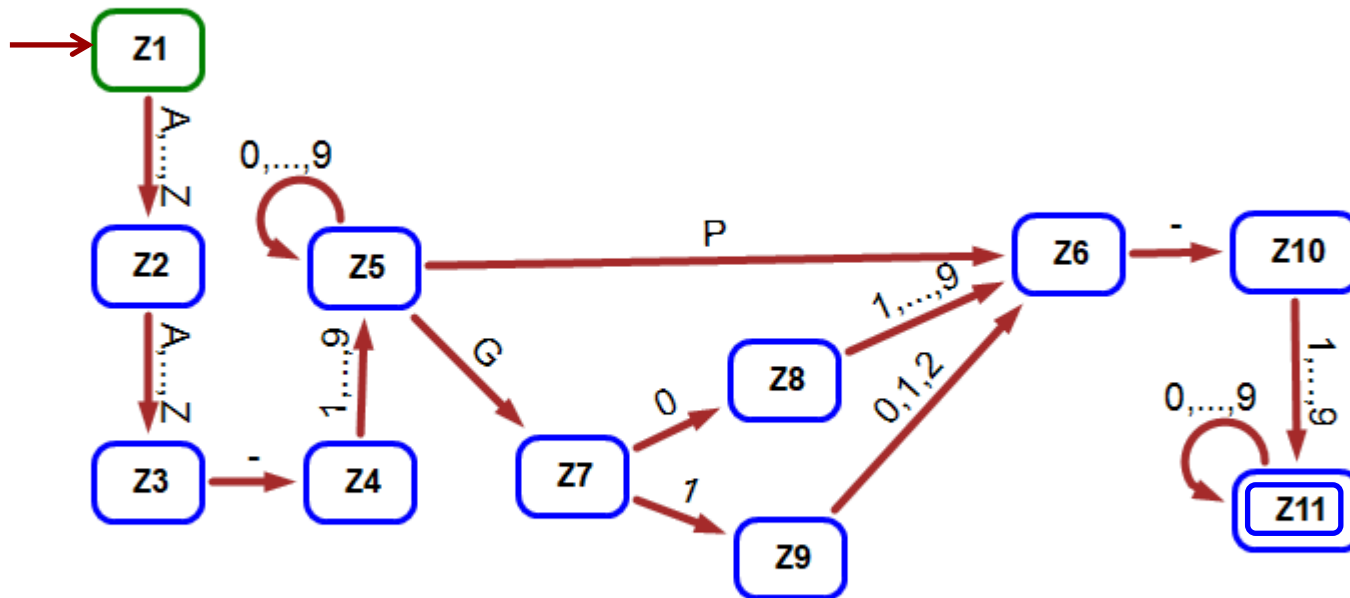 Z1
A,...,Z
Z2
A,...,Z
Z3
-
Z4
1,...,9
Z5
0,...,9
P
G
Z7
0
1
Z8
1,...,9
Z9
0,1,2
Z6
-
Z10
1,...,9
0,...,9
Z11